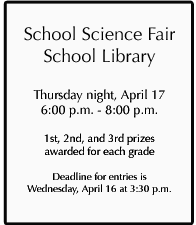 School Science Fair
School Library
Thursday night, April 17
6:00 p.m. - 8:00 p.m.
1st, 2nd, and 3rd prizes
awarded for each grade
Deadline for entries is
Wednesday, April 16 at 3:30 p.m.